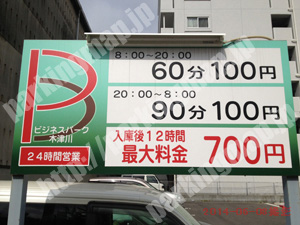 8：00～20：00
60分100円
20：00～8：00
90分100円
ビジネスパーク
木津川
24時間営業
入庫後12時間
最大料金 700円
parkingmap.jp